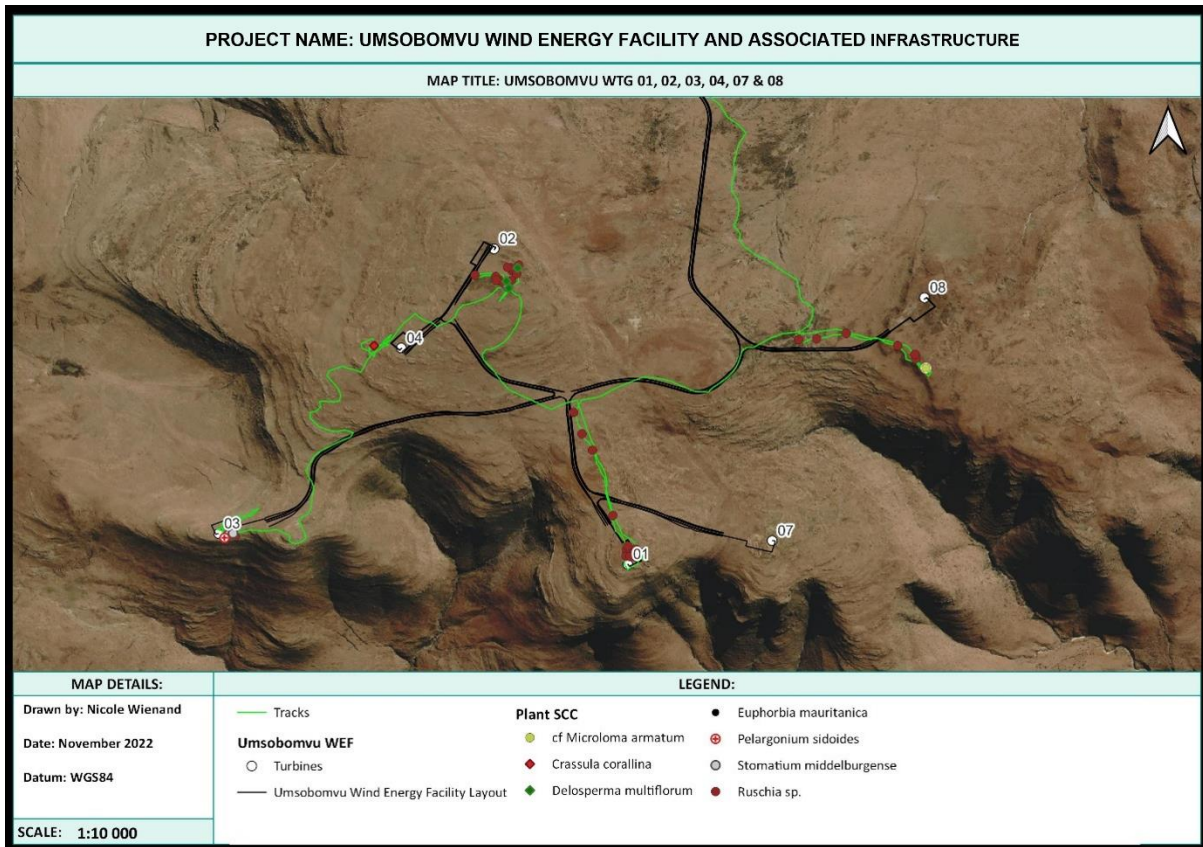 PROJECT NAME: UMSOBOMVU WIND ENERGY FACILITY AND ASSOCIATED INFRASTRUCTURE
MAP TITLE: UMSOBOMVU WTG 01, 02, 03, 04, 07 & 08
02
08
04
03
01
07
MAP DETAILS:
Drawn by: Nicole Wienand
Date: November 2022
Datum: WGS84
SCALE: 1:10 000
LEGEND:
Tracks
Umsobomvu WEF
Turbines
Umsobomvu Wind Energy Facility Layout
Plant SCC
cf Microloma armatum
Crassula corallina
Delosperma multiflorum
Euphorbia mauritanica
Pelargonium sidoides
Stomatium middelburgense
Ruschia sp.